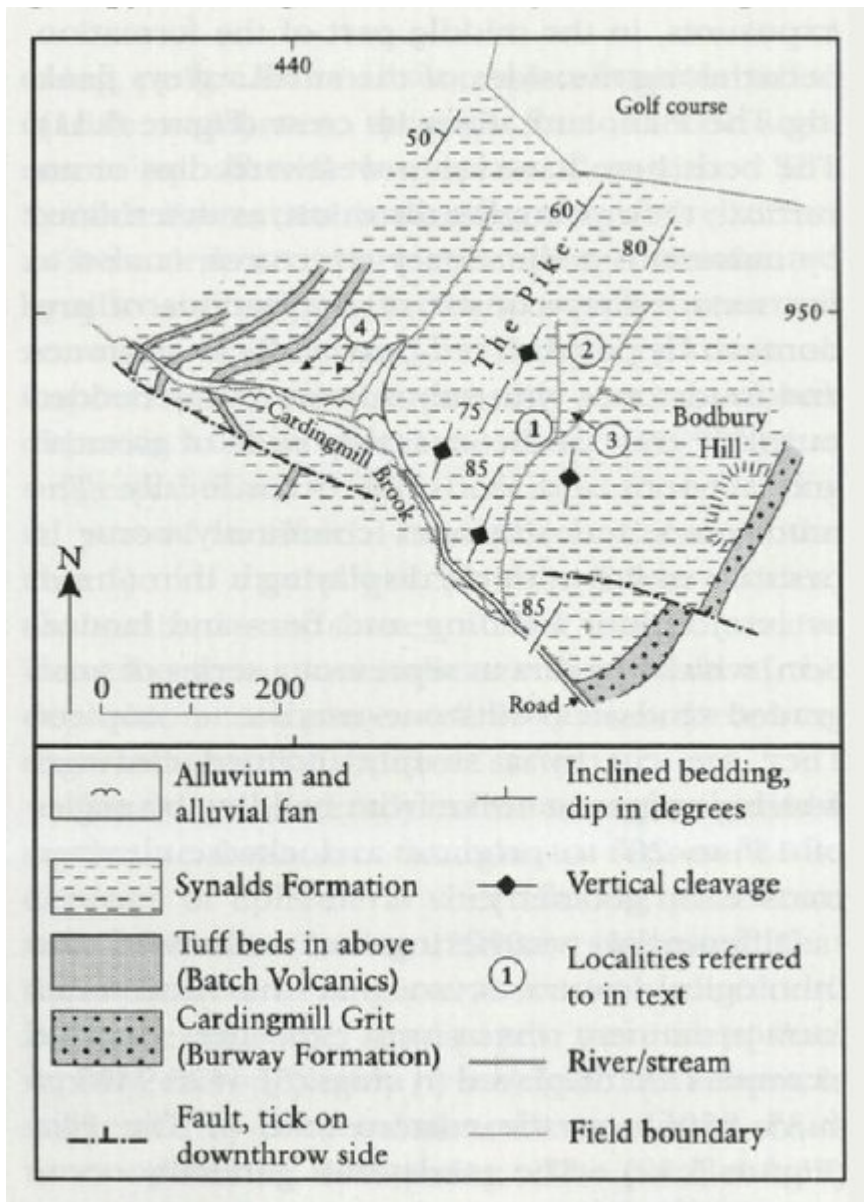 440
Golf course
50
60
80
The Pike
950
4
2
75
Bodbury
Hill
1
3
85
Cardingmill Brook
N
85
0 metres 200
Road
Alluvium and
alluvial fan
Inclined bedding,
dip in degrees
Synalds Formation
Vertical cleavage
Tuff beds in above
(Batch Volcanics)
1
Localities referred
to in text
Cardingmill Grit
(Burway Formation)
River/stream
Fault, tick on
downthrow side
Field boundary